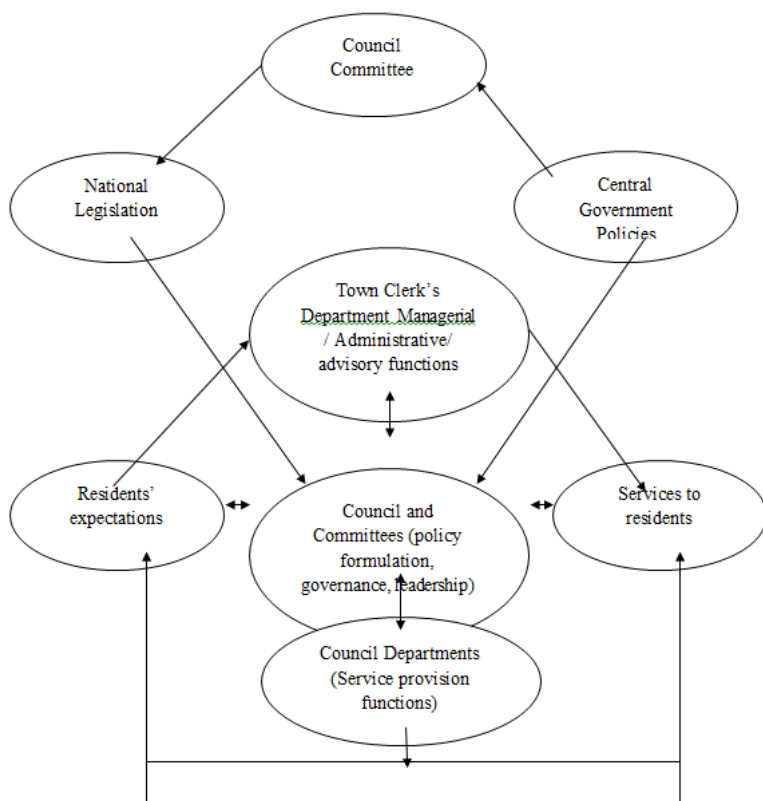 Council
Committee
National
Legislation
Central
Government
Policies
Town Clerk’s
Department Managerial
/ Administrative/
advisory functions
Residents’
expectations
Council and
Committees (policy
formulation,
governance, leadership)
Services to
residents
Council Departments
(Service provision
functions)